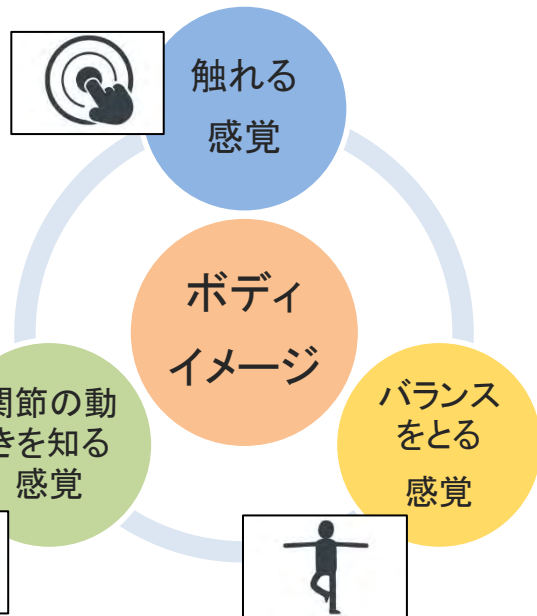 触れる
感覚
ボディ
イメージ
関節の動
きを知る
感覚
バランス
をとる
感覚